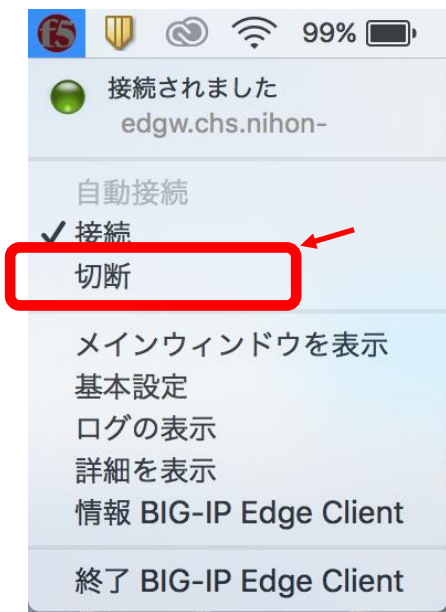 f5 99%
接続されました
edgw.chs.nihon-
自動接続
✓ 接続
切断
メインウィンドウを表示
基本設定
ログの表示
詳細を表示
情報 BIG-IP Edge Client
終了 BIG-IP Edge Client